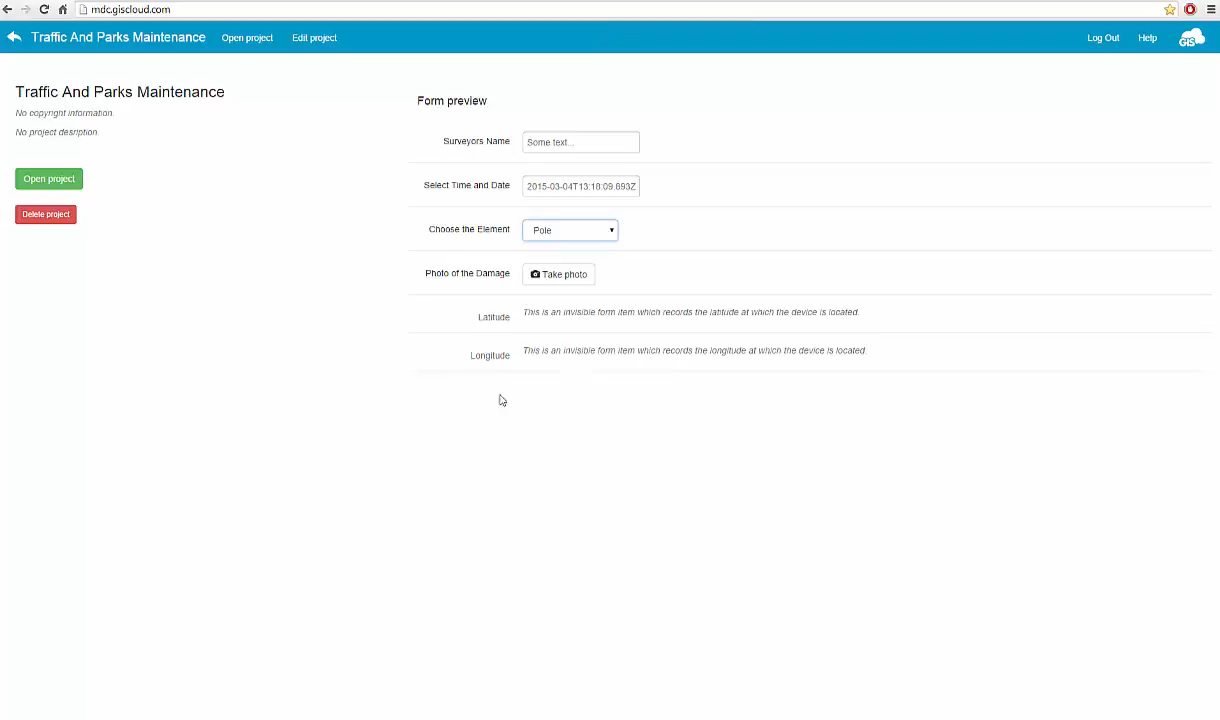 mdc.giscloud.com
Traffic And Parks Maintenance Open project Edit project Log Out Help GIS
Traffic And Parks Maintenance
No copyright information.
No project desription.
Open project
Delete project
Form preview
Surveyors Name Some text...
Select Time and Date 2015-03-04T13:18:09.893Z
Choose the Element Pole
Photo of the Damage Take photo
Latitude This is an invisible form item which records the latitude at which the device is located.
Longitude This is an invisible form item which records the longitude at which the device is located.